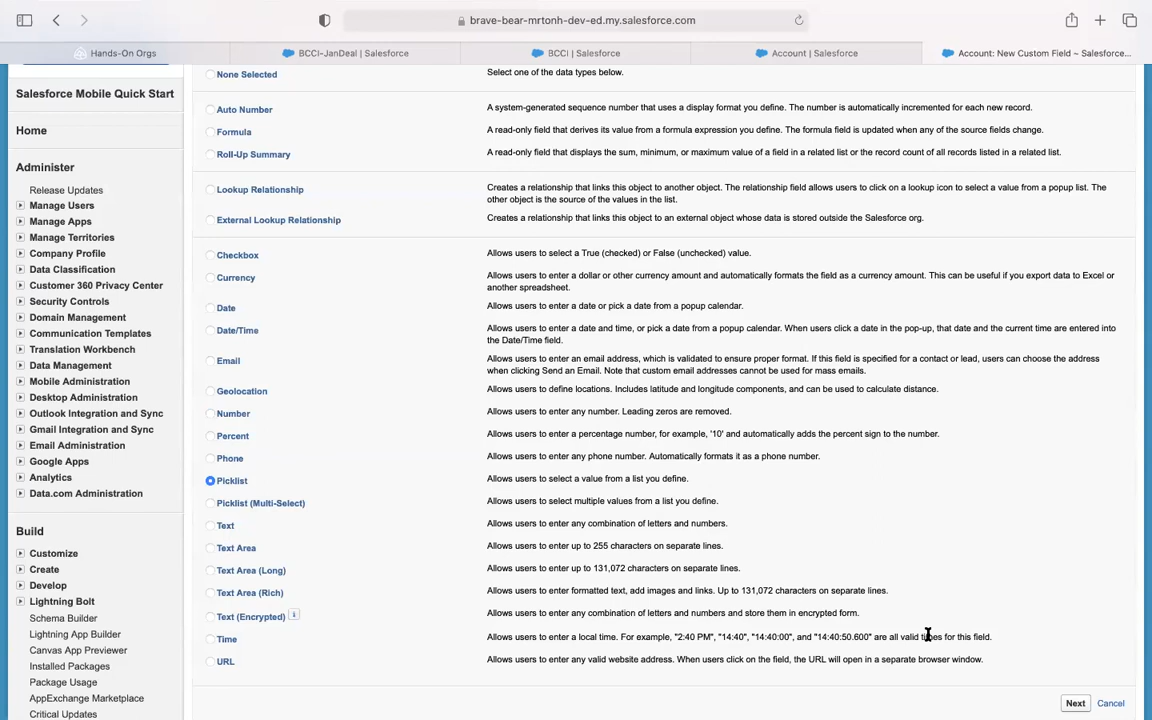 brave-bear-mrtonh-dev-ed.my.salesforce.com
Hands-On Orgs
BCCI-JanDeal | Salesforce
BCCI | Salesforce
Account | Salesforce
Account: New Custom Field ~ Salesforce...
Salesforce Mobile Quick Start
Home
Administer
Release Updates
Manage Users
Manage Apps
Manage Territories
Company Profile
Data Classification
Customer 360 Privacy Center
Security Controls
Domain Management
Communication Templates
Translation Workbench
Data Management
Mobile Administration
Desktop Administration
Outlook Integration and Sync
Gmail Integration and Sync
Email Administration
Google Apps
Analytics
Data.com Administration
Build
Customize
Create
Develop
Lightning Bolt
Schema Builder
Lightning App Builder
Canvas App Previewer
Installed Packages
Package Usage
AppExchange Marketplace
Critical Updates
None Selected
Select one of the data types below.
Auto Number
A system-generated sequence number that uses a display format you define. The number is automatically incremented for each new record.
Formula
A read-only field that derives its value from a formula expression you define. The formula field is updated when any of the source fields change.
Roll-Up Summary
A read-only field that displays the sum, minimum, or maximum value of a field in a related list or the record count of all records listed in a related list.
Lookup Relationship
Creates a relationship that links this object to another object. The relationship field allows users to click on a lookup icon to select a value from a popup list. The
other object is the source of the values in the list.
External Lookup Relationship
Creates a relationship that links this object to an external object whose data is stored outside the Salesforce org.
Checkbox
Allows users to select a True (checked) or False (unchecked) value.
Currency
Allows users to enter a dollar or other currency amount and automatically formats the field as a currency amount. This can be useful if you export data to Excel or
another spreadsheet.
Date
Allows users to enter a date or pick a date from a popup calendar.
Date/Time
Allows users to enter a date and time, or pick a date from a popup calendar. When users click a date in the pop-up, that date and the current time are entered into
the Date/Time field.
Email
Allows users to enter an email address, which is validated to ensure proper format. If this field is specified for a contact or lead, users can choose the address
when clicking Send an Email. Note that custom email addresses cannot be used for mass emails.
Geolocation
Allows users to define locations. Includes latitude and longitude components, and can be used to calculate distance.
Number
Allows users to enter any number. Leading zeros are removed.
Percent
Allows users to enter a percentage number, for example, '10' and automatically adds the percent sign to the number.
Phone
Allows users to enter any phone number. Automatically formats it as a phone number.
Picklist
Allows users to select a value from a list you define.
Picklist (Multi-Select)
Allows users to select multiple values from a list you define.
Text
Allows users to enter any combination of letters and numbers.
Text Area
Allows users to enter up to 255 characters on separate lines.
Text Area (Long)
Allows users to enter up to 131,072 characters on separate lines.
Text Area (Rich)
Allows users to enter formatted text, add images and links. Up to 131,072 characters on separate lines.
Text (Encrypted) i
Allows users to enter any combination of letters and numbers and store them in encrypted form.
Time
Allows users to enter a local time. For example, "2:40 PM", "14:40", "14:40:00", and "14:40:50.600" are all valid times for this field.
URL
Allows users to enter any valid website address. When users click on the field, the URL will open in a separate browser window.
Next Cancel